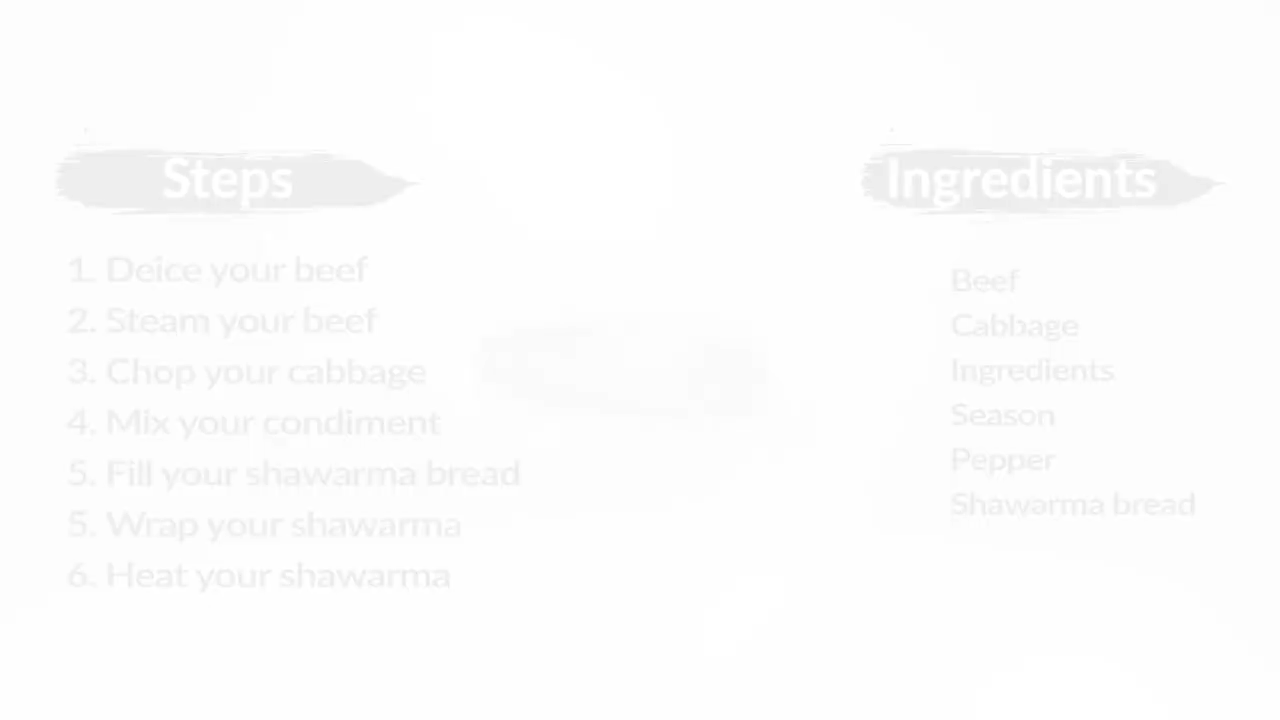 Steps
1. Deice your beef
2. Steam your beef
3. Chop your cabbage
4. Mix your condiment
5. Fill your shawarma bread
5. Wrap your shawarma
6. Heat your shawarma
Ingredients
Beef
Cabbage
Ingredients
Season
Pepper
Shawarma bread